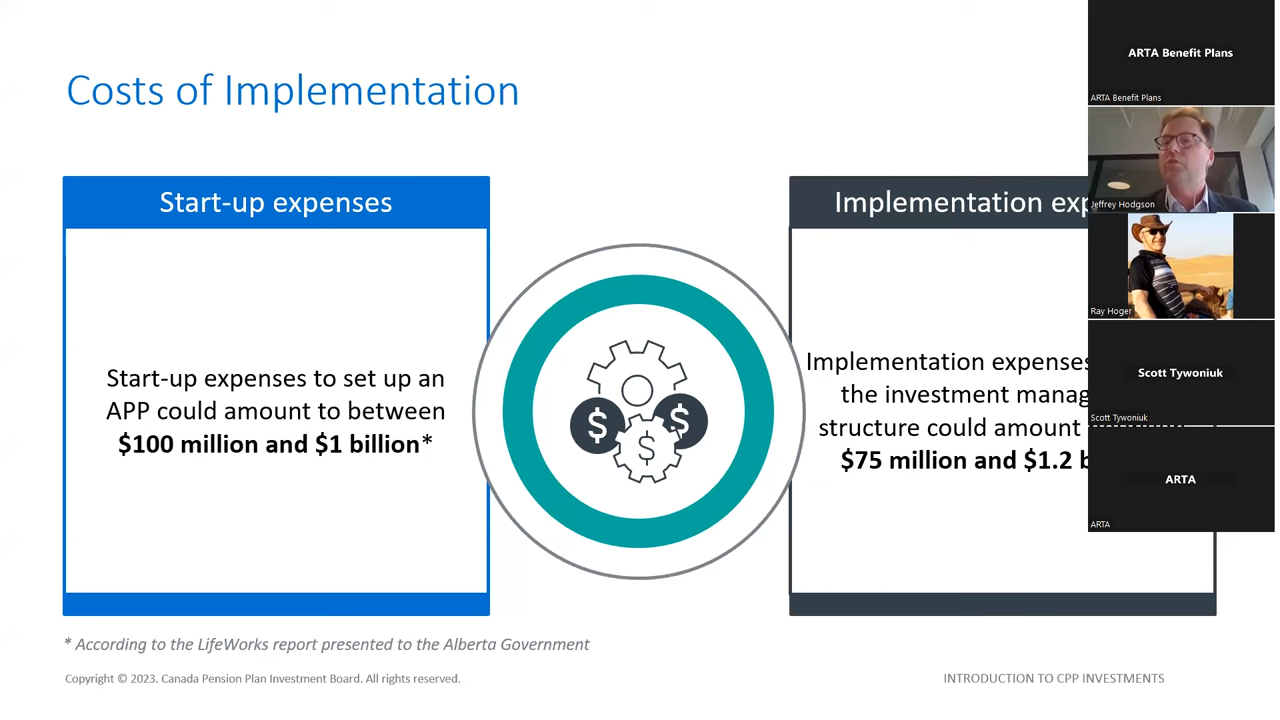 Costs of Implementation
Start-up expenses
Start-up expenses to set up an
APP could amount to between
$100 million and $1 billion*
$
$
$
Implementation
Implementation expenses
the investment
structure could amount
$75 million and $1.2
* According to the LifeWorks report presented to the Alberta Government
Copyright © 2023. Canada Pension Plan Investment Board. All rights reserved.
INTRODUCTION TO CPP INVESTMENTS
ARTA Benefit Plans
ARTA Benefit Plans
Jeffrey Hodgson
Ray Hoger
Scott Tywoniuk
Scott Tywoniuk
ARTA
ARTA